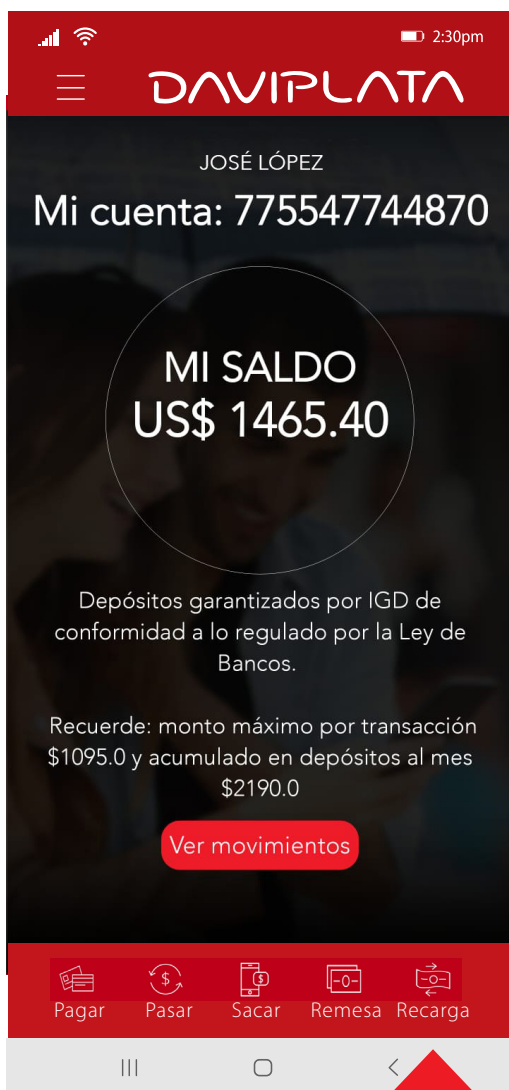 2:30pm
DAVIPLATA
JOSÉ LÓPEZ
Mi cuenta: 775547744870
MI SALDO
US$ 1465.40
Depósitos garantizados por IGD de
conformidad a lo regulado por la Ley de
Bancos.
Recuerde: monto máximo por transacción
$1095.0 y acumulado en depósitos al mes
$2190.0
Ver movimientos
Pagar Pasar Sacar Remesa Recarga